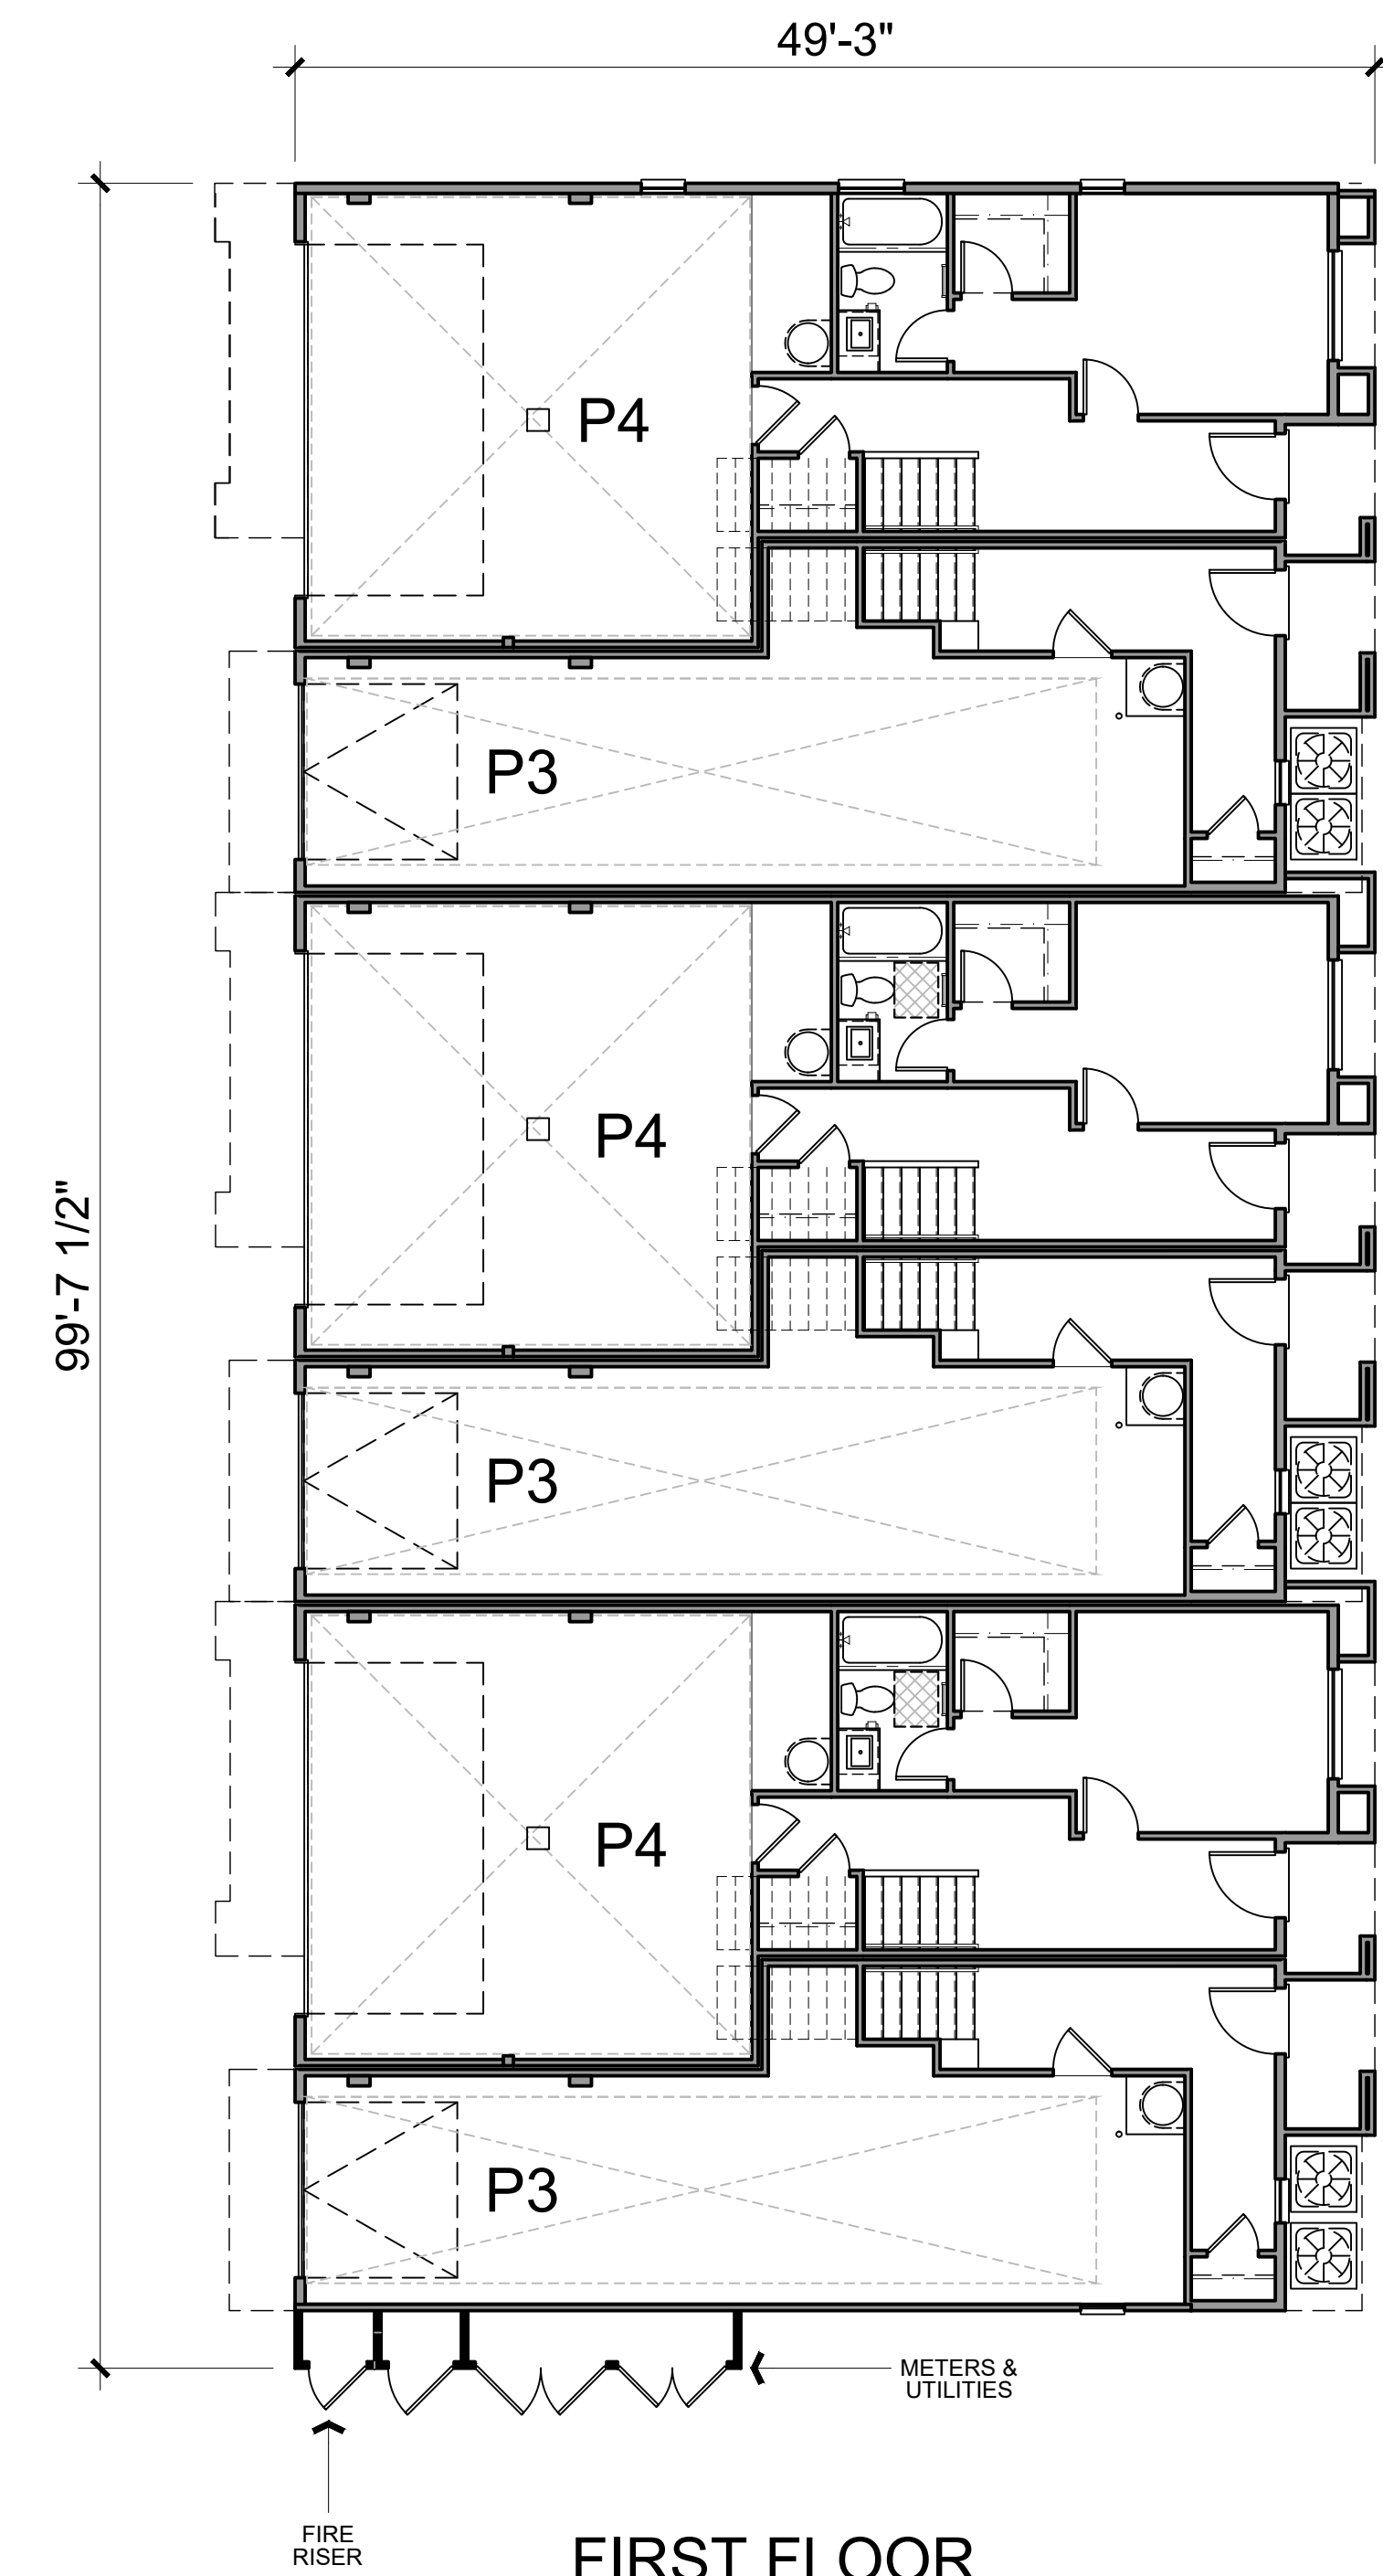 49'-3"
P4
P3
P4
99'-7 1/2"
P3
P4
P3
METERS &
UTILITIES
FIRE
RISER
FIRST FLOOR